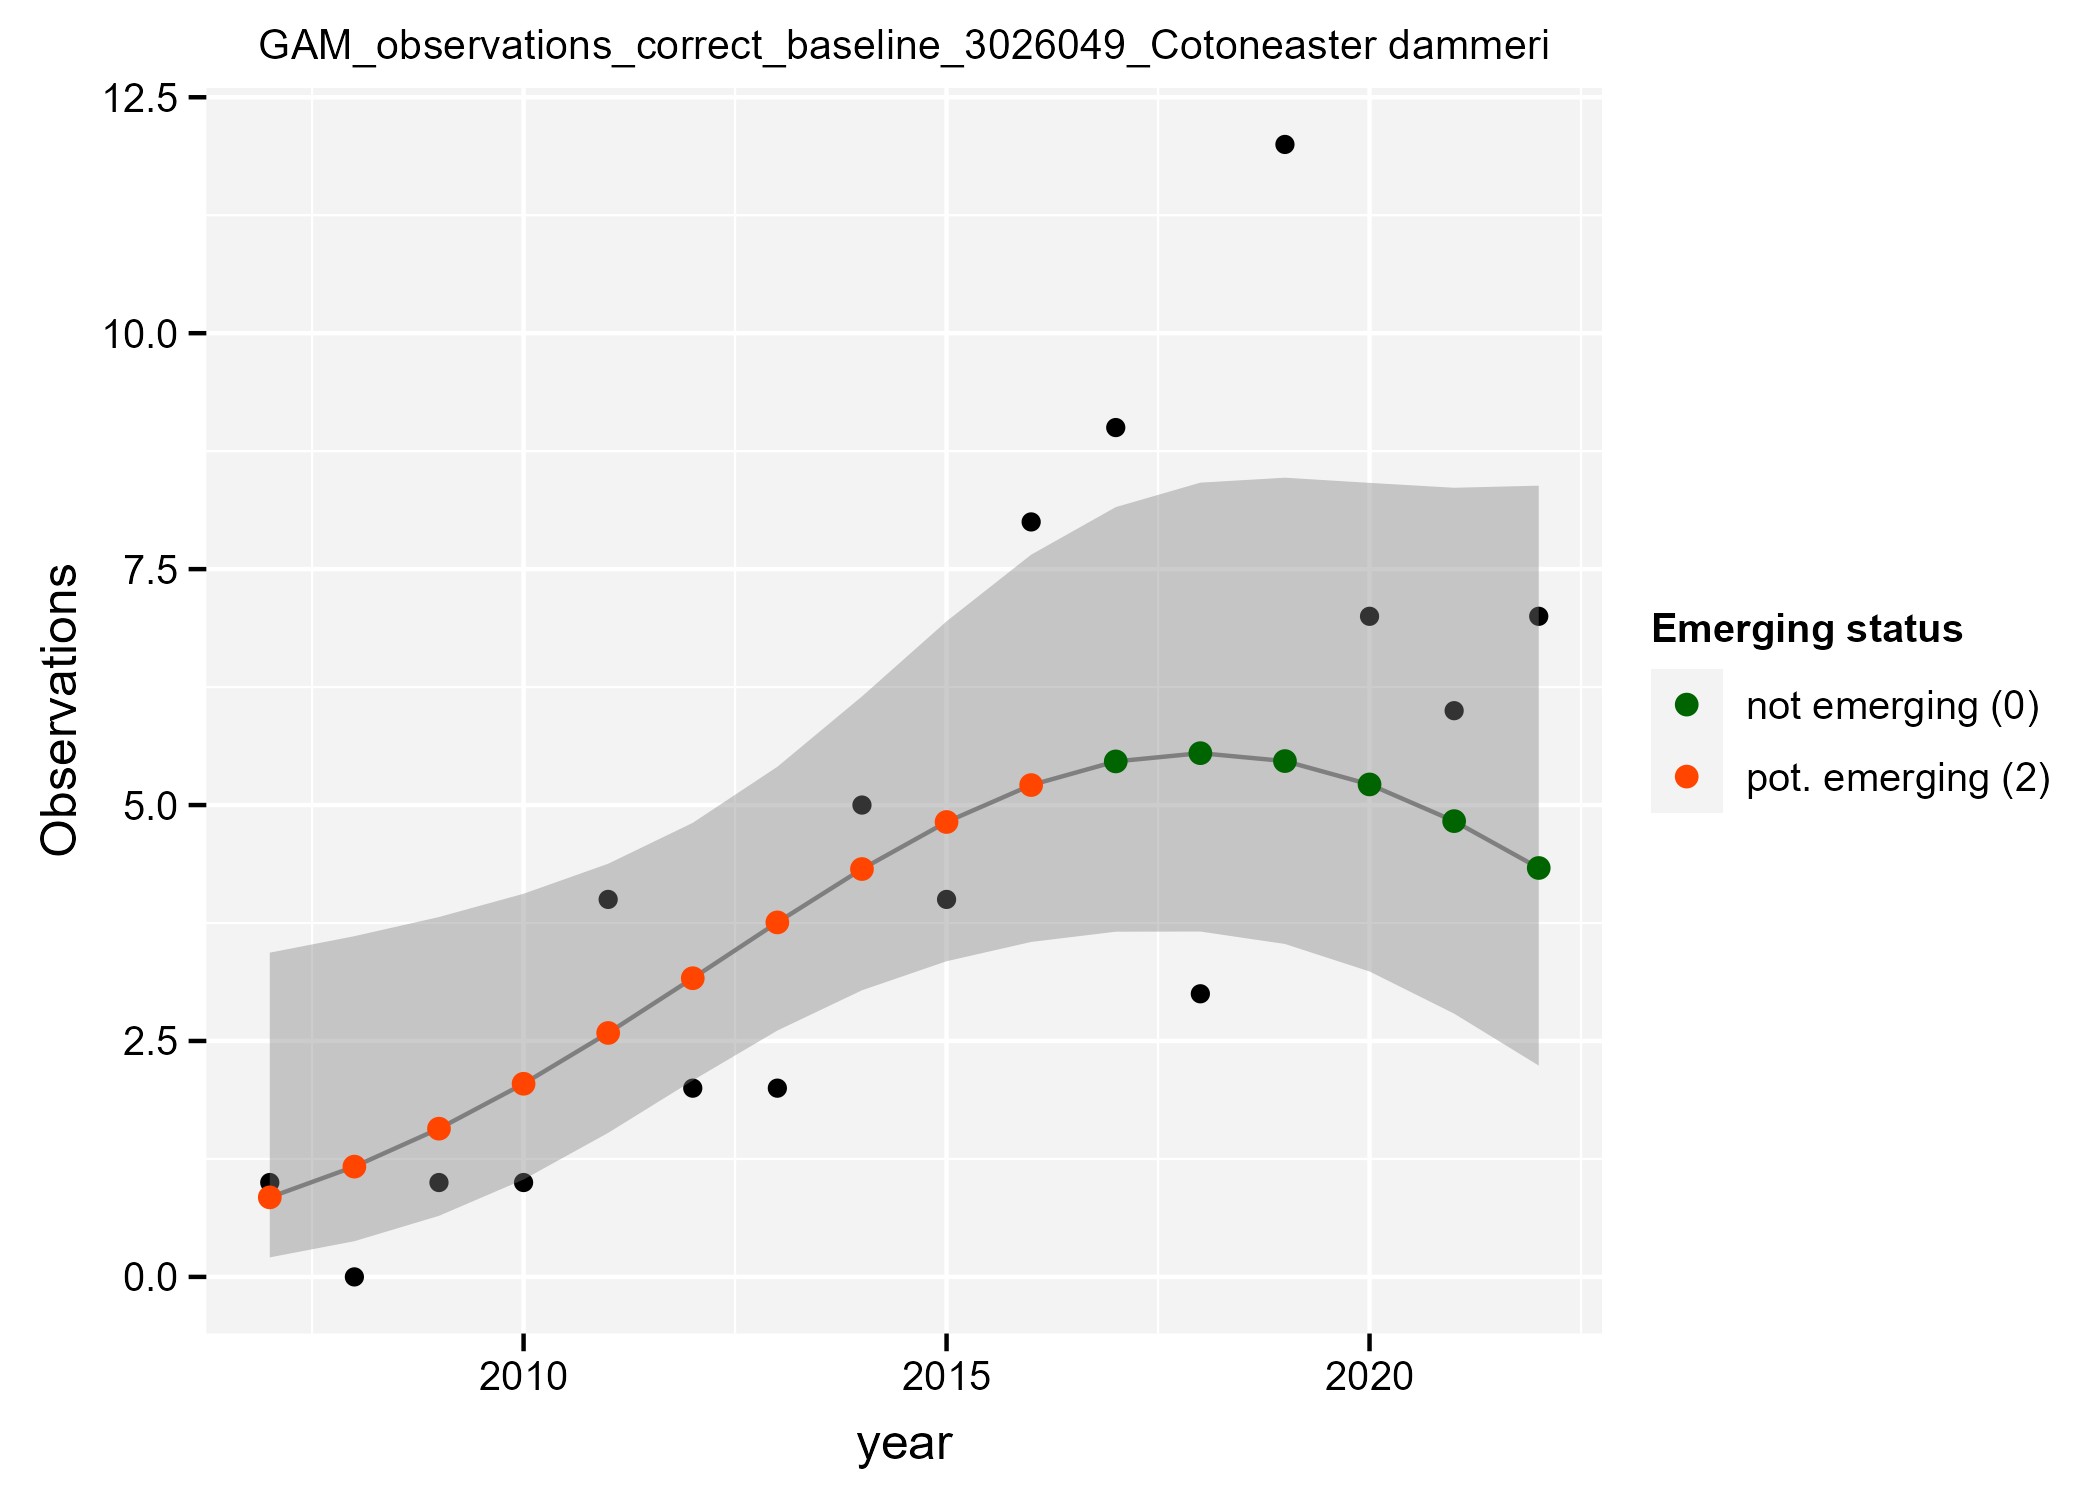 GAM_observations_correct_baseline_3026049_Cotoneaster dammeri
12.5
10.0
7.5
5.0
2.5
0.0
Observations
2010
2015
2020
year
Emerging status
not emerging (0)
pot. emerging (2)